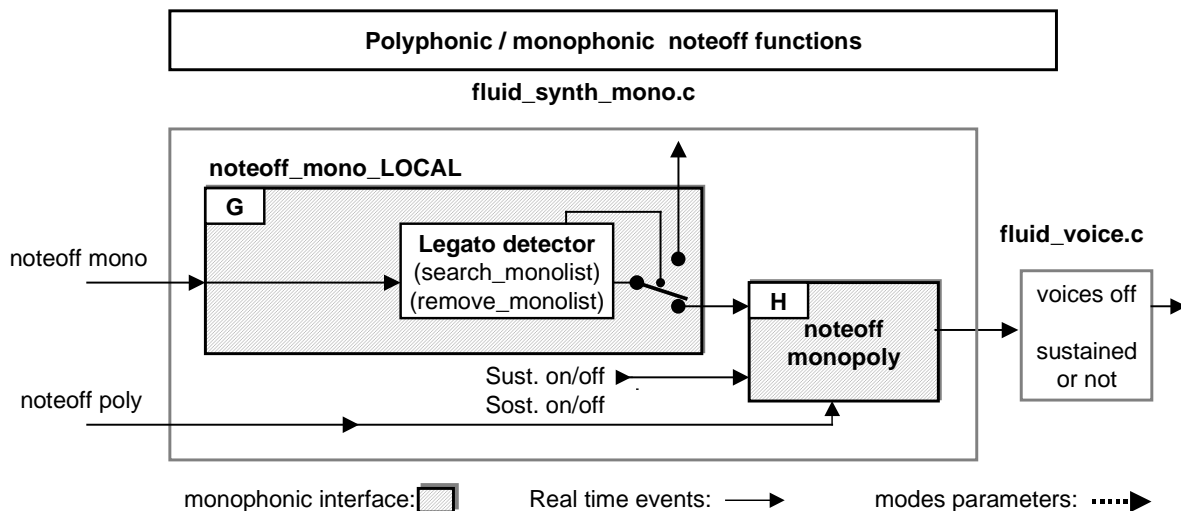 Polyphonic / monophonic noteoff functions
fluid_synth_mono.c
noteoff_mono_LOCAL
G
Legato detector
(search_monolist)
(remove_monolist)
noteoff mono
fluid_voice.c
H
noteoff
monopoly
voices off
sustained
or not
Sust. on/off
Sost. on/off
noteoff poly
monophonic interface:
Real time events:
modes parameters: